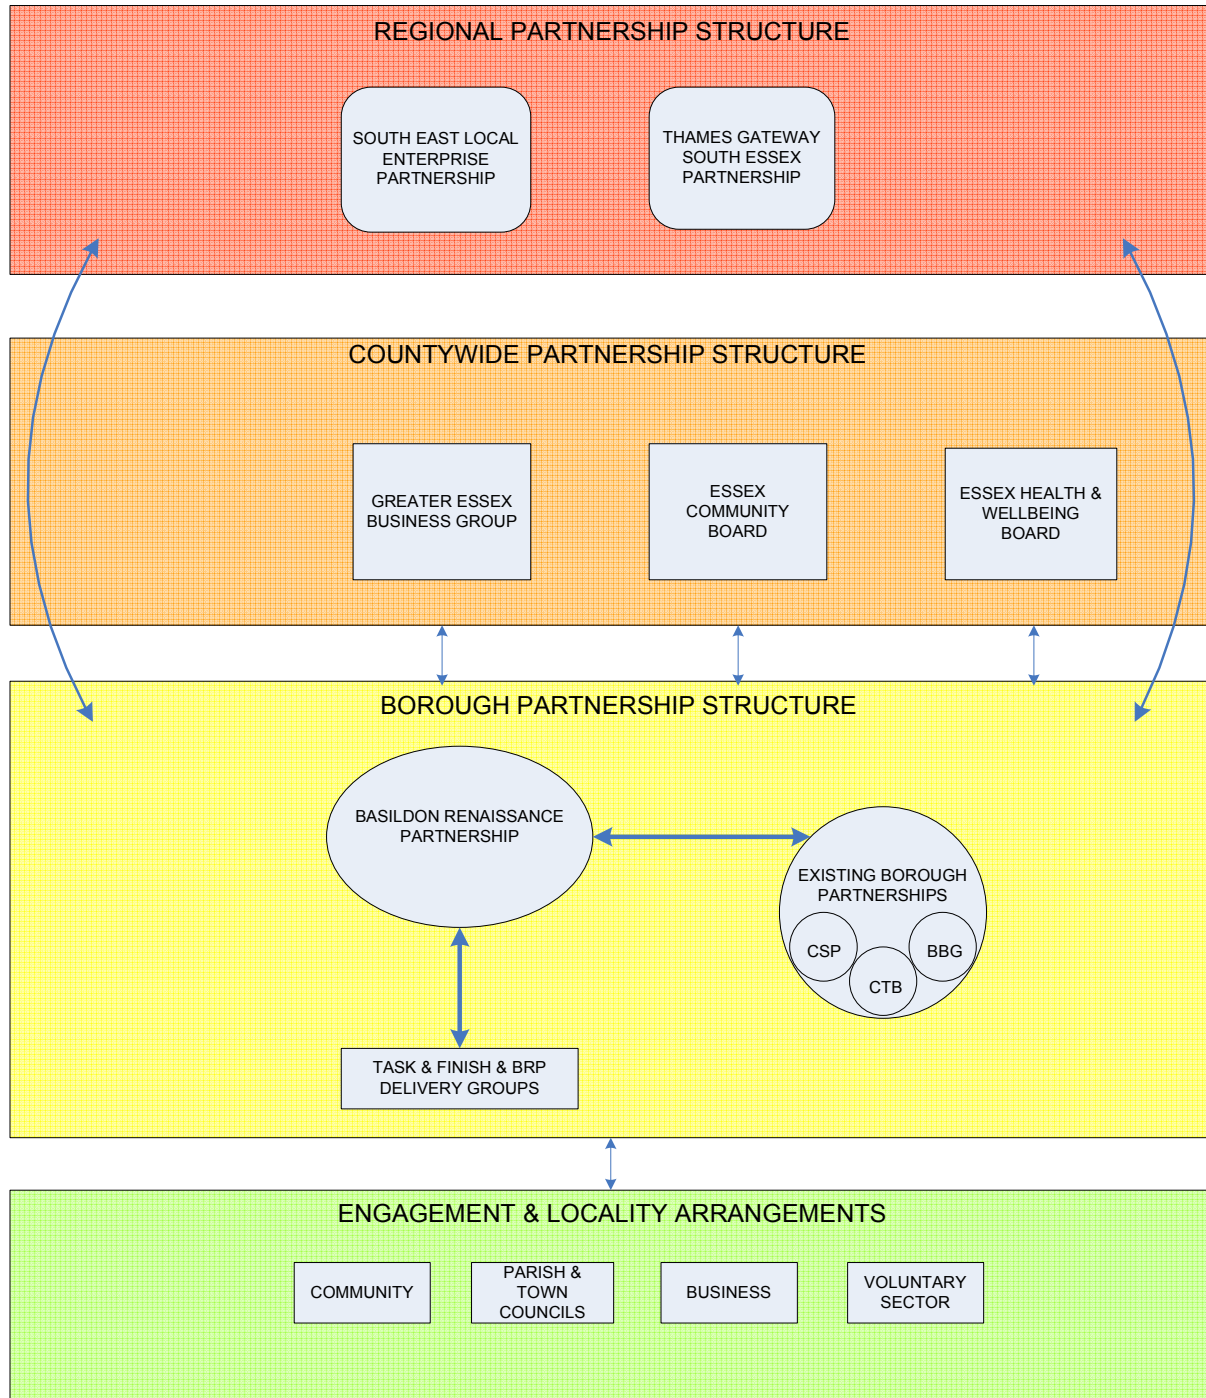 REGIONAL PARTNERSHIP STRUCTURE
SOUTH EAST LOCAL
ENTERPRISE
PARTNERSHIP
THAMES GATEWAY
SOUTH ESSEX
PARTNERSHIP
COUNTYWIDE PARTNERSHIP STRUCTURE
GREATER ESSEX
BUSINESS GROUP
ESSEX
COMMUNITY
BOARD
ESSEX HEALTH &
WELLBEING
BOARD
BOROUGH PARTNERSHIP STRUCTURE
BASILDON RENAISSANCE
PARTNERSHIP
EXISTING BOROUGH
PARTNERSHIPS
CSP
CTB
BBG
TASK & FINISH & BRP
DELIVERY GROUPS
ENGAGEMENT & LOCALITY ARRANGEMENTS
COMMUNITY
PARISH &
TOWN
COUNCILS
BUSINESS
VOLUNTARY
SECTOR